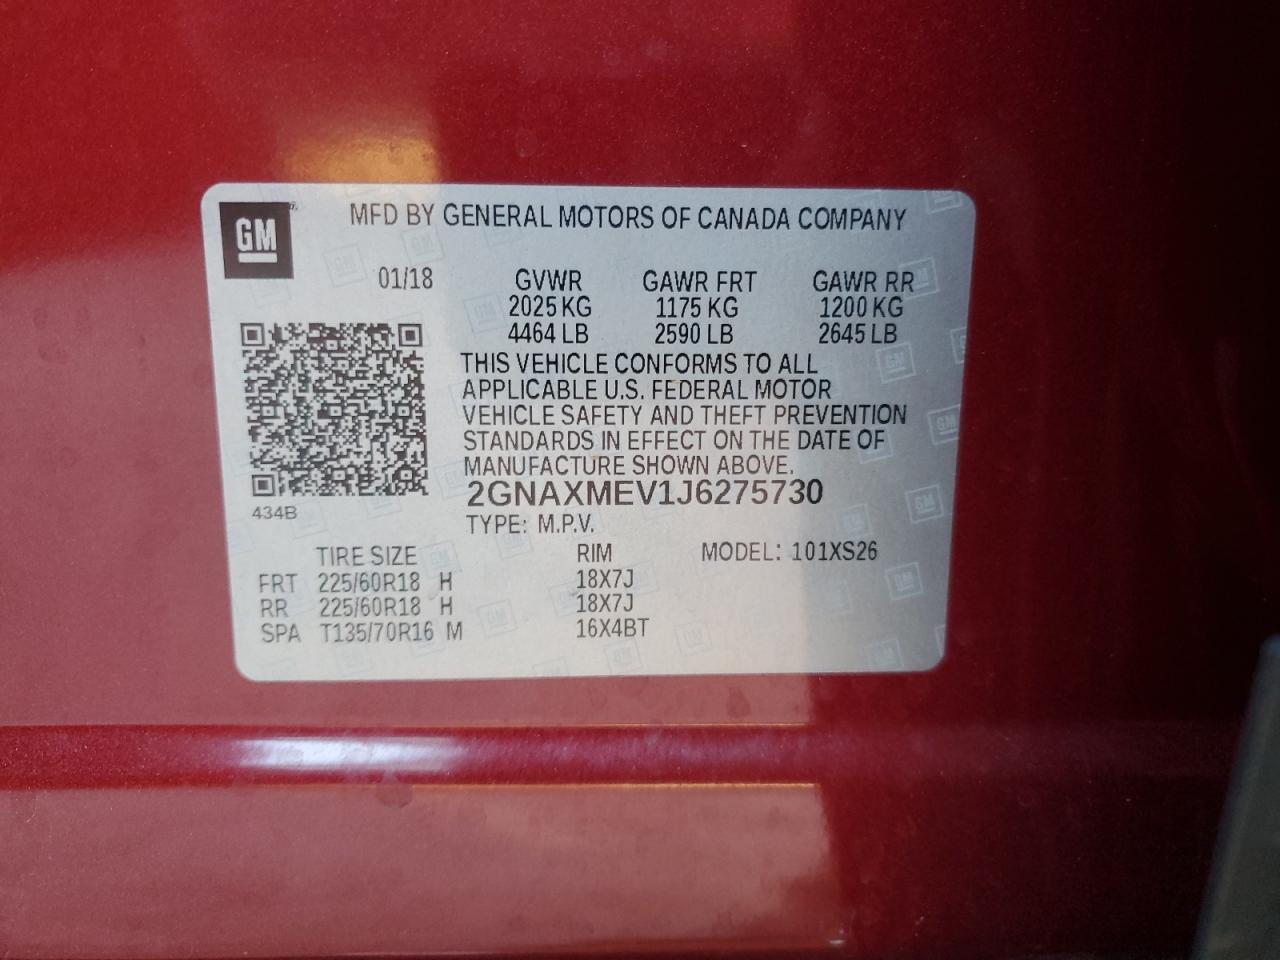 GM
MFD BY GENERAL MOTORS OF CANADA COMPANY
01/18
GVWR GAWR FRT GAWR RR
2025 KG 1175 KG 1200 KG
4464 LB 2590 LB 2645 LB
THIS VEHICLE CONFORMS TO ALL
APPLICABLE U.S. FEDERAL MOTOR
VEHICLE SAFETY AND THEFT PREVENTION
STANDARDS IN EFFECT ON THE DATE OF
MANUFACTURE SHOWN ABOVE.
2GNAXMEV1J6275730
434B
TYPE: M.P.V.
TIRE SIZE RIM MODEL: 101XS26
FRT 225/60R18 H 18X7J
RR 225/60R18 H 18X7J
SPA T135/70R16 M 16X4BT